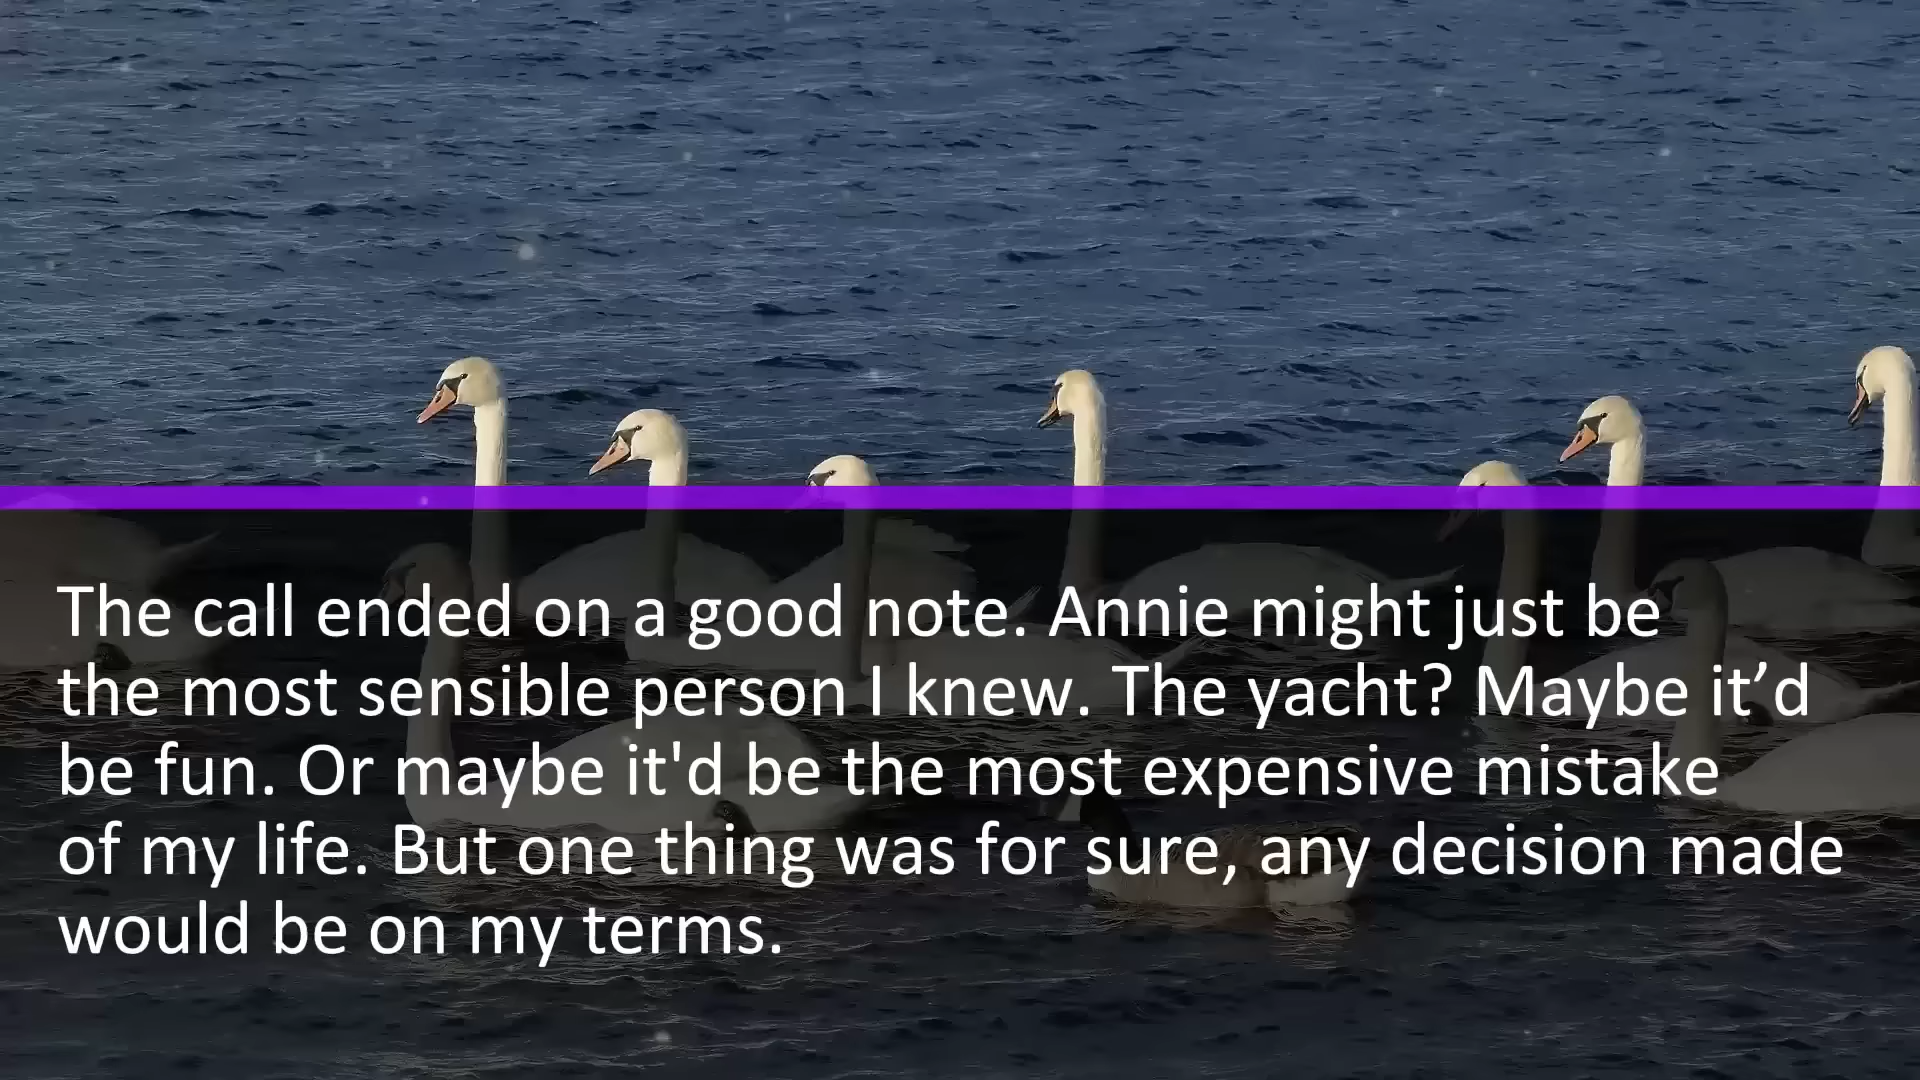 The call ended on a good note. Annie might just be
the most sensible person I knew. The yacht? Maybe it’d
be fun. Or maybe it'd be the most expensive mistake
of my life. But one thing was for sure, any decision made
would be on my terms.